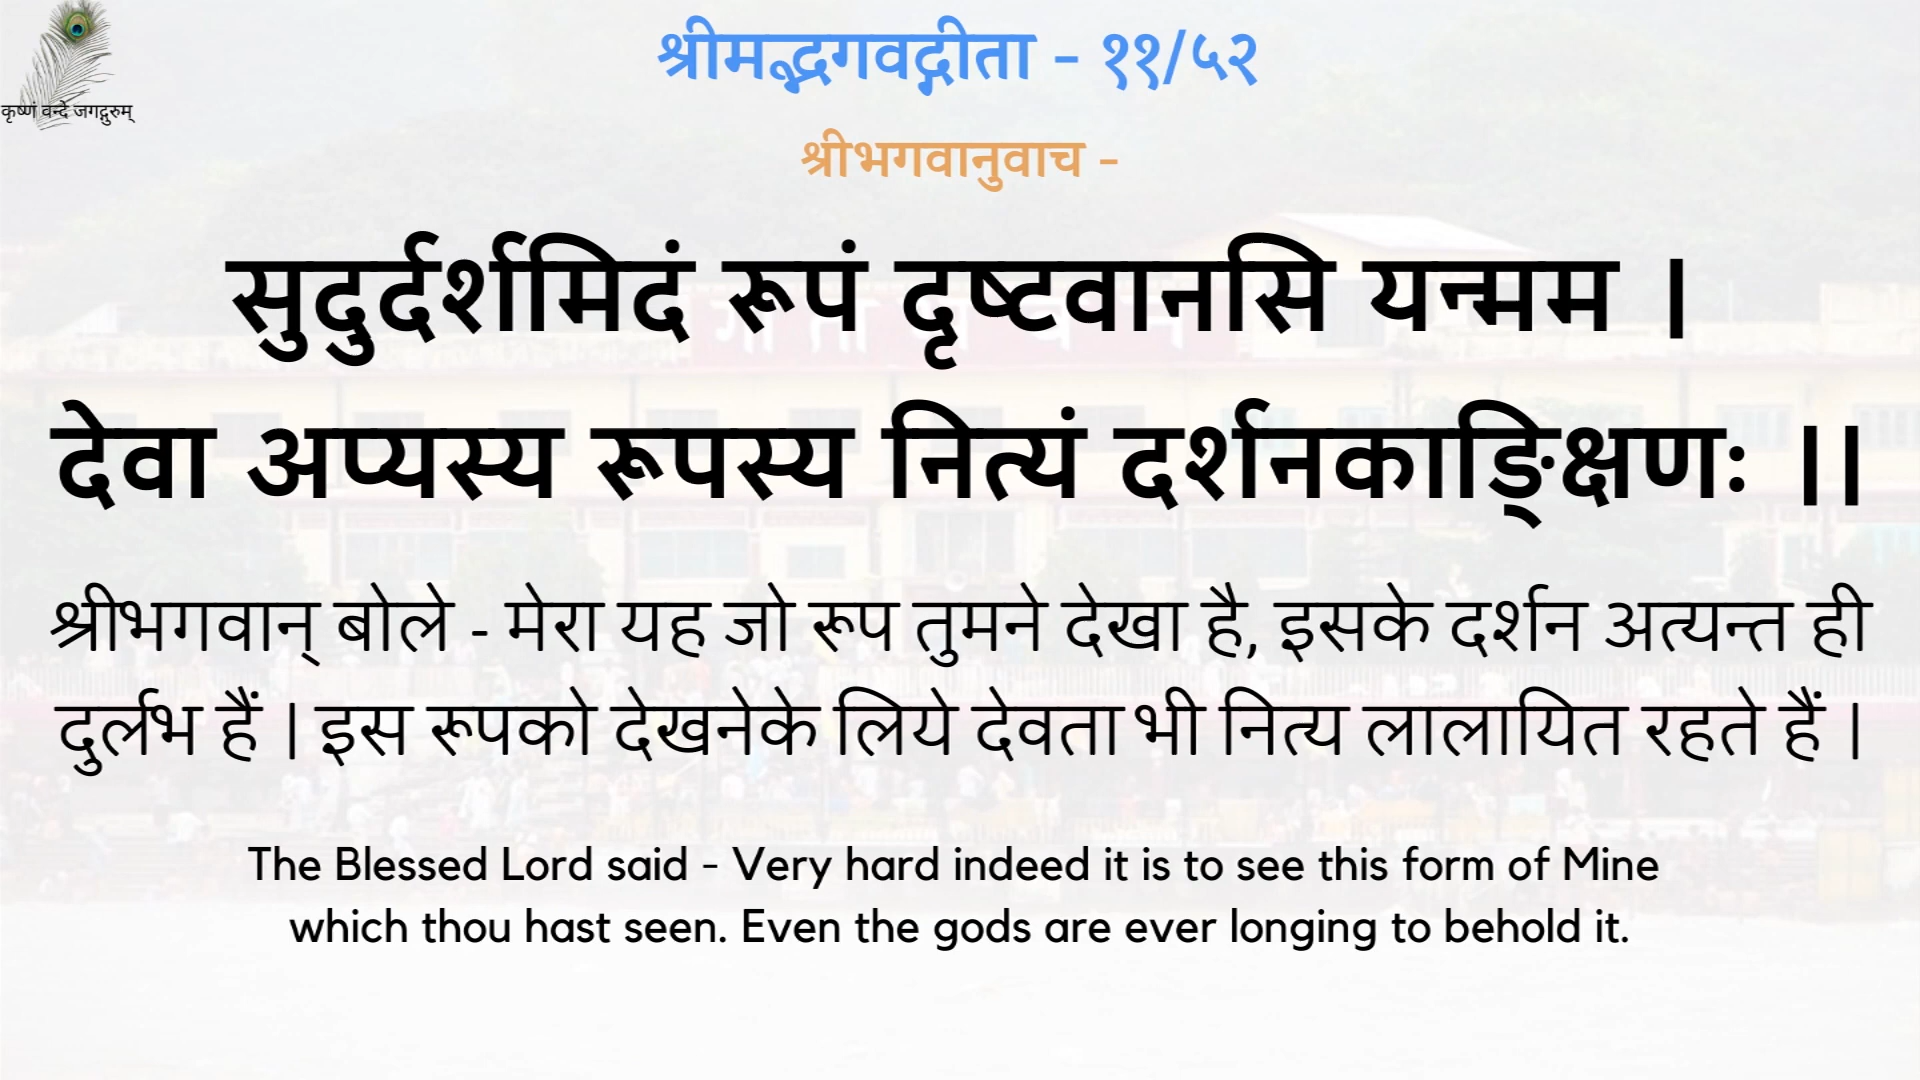 श्रीमद्भगवद्गीता - ११/५२
कृष्णं वन्दे जगद्गुरुम्
श्रीभगवानुवाच -
सुदुर्दर्शमिदं रूपं दृष्टवानसि यन्मम ।
देवा अप्यस्य रूपस्य नित्यं दर्शनकाङ्क्षिणः ।।
श्रीभगवान् बोले - मेरा यह जो रूप तुमने देखा है, इसके दर्शन अत्यन्त ही
दुर्लभ हैं | इस रूपको देखनेके लिये देवता भी नित्य लालायित रहते हैं |
The Blessed Lord said - Very hard indeed it is to see this form of Mine
which thou hast seen. Even the gods are ever longing to behold it.